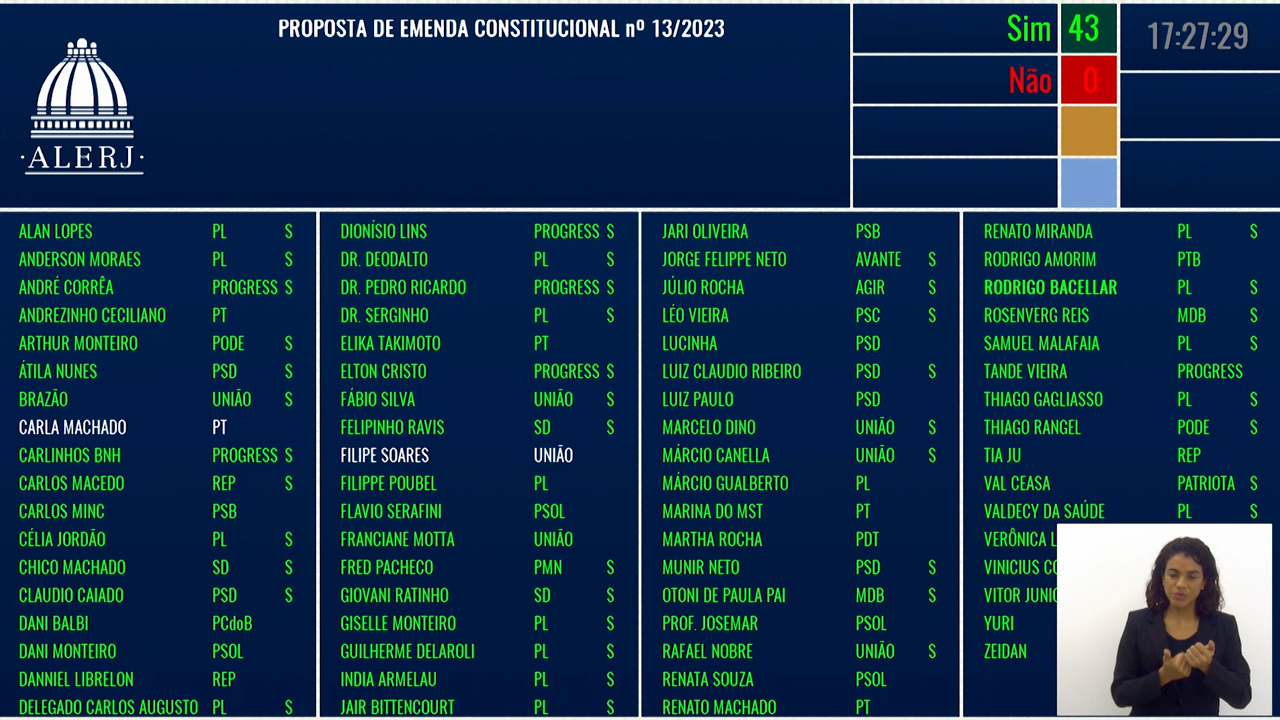 PROPOSTA DE EMENDA CONSTITUCIONAL nº 13/2023
Sim 43
17:27:29
Não 0
·ALERJ·
ALAN LOPES PL S
ANDERSON MORAES PL S
ANDRÉ CORRÊA PROGRESS S
ANDREZINHO CECILIANO PT
ARTHUR MONTEIRO PODE S
ÁTILA NUNES PSD S
BRAZÃO UNIÃO S
CARLA MACHADO PT
CARLINHOS BNH PROGRESS S
CARLOS MACEDO REP S
CARLOS MINC PSB
CÉLIA JORDÃO PL S
CHICO MACHADO SD S
CLAUDIO CAIADO PSD S
DANI BALBI PCdoB
DANI MONTEIRO PSOL
DANNIEL LIBRELON REP
DELEGADO CARLOS AUGUSTO PL S
DIONÍSIO LINS PROGRESS S
DR. DEODALTO PL S
DR. PEDRO RICARDO PROGRESS S
DR. SERGINHO PL S
ELIKA TAKIMOTO PT
ELTON CRISTO PROGRESS S
FÁBIO SILVA UNIÃO S
FELIPINHO RAVIS SD S
FILIPE SOARES UNIÃO
FILIPPE POUBEL PL
FLAVIO SERAFINI PSOL
FRANCIANE MOTTA UNIÃO
FRED PACHECO PMN S
GIOVANI RATINHO SD S
GISELLE MONTEIRO PL S
GUILHERME DELAROLI PL S
INDIA ARMELAU PL S
JAIR BITTENCOURT PL S
JARI OLIVEIRA PSB
JORGE FELIPPE NETO AVANTE S
JÚLIO ROCHA AGIR S
LÉO VIEIRA PSC S
LUCINHA PSD
LUIZ CLAUDIO RIBEIRO PSD S
LUIZ PAULO PSD
MARCELO DINO UNIÃO S
MÁRCIO CANELLA UNIÃO S
MÁRCIO GUALBERTO PL
MARINA DO MST PT
MARTHA ROCHA PDT
MUNIR NETO PSD S
OTONI DE PAULA PAI MDB S
PROF. JOSEMAR PSOL
RAFAEL NOBRE UNIÃO S
RENATA SOUZA PSOL
RENATO MACHADO PT
RENATO MIRANDA PL S
RODRIGO AMORIM PTB
RODRIGO BACELLAR PL S
ROSENVERG REIS MDB S
SAMUEL MALAFAIA PL S
TANDE VIEIRA PROGRESS
THIAGO GAGLIASSO PL S
THIAGO RANGEL PODE S
TIA JU REP
VAL CEASA PATRIOTA S
VALDECY DA SAÚDE PL S
VERÔNICA L
VINICIUS CO
VITOR JUNIO
YURI
ZEIDAN